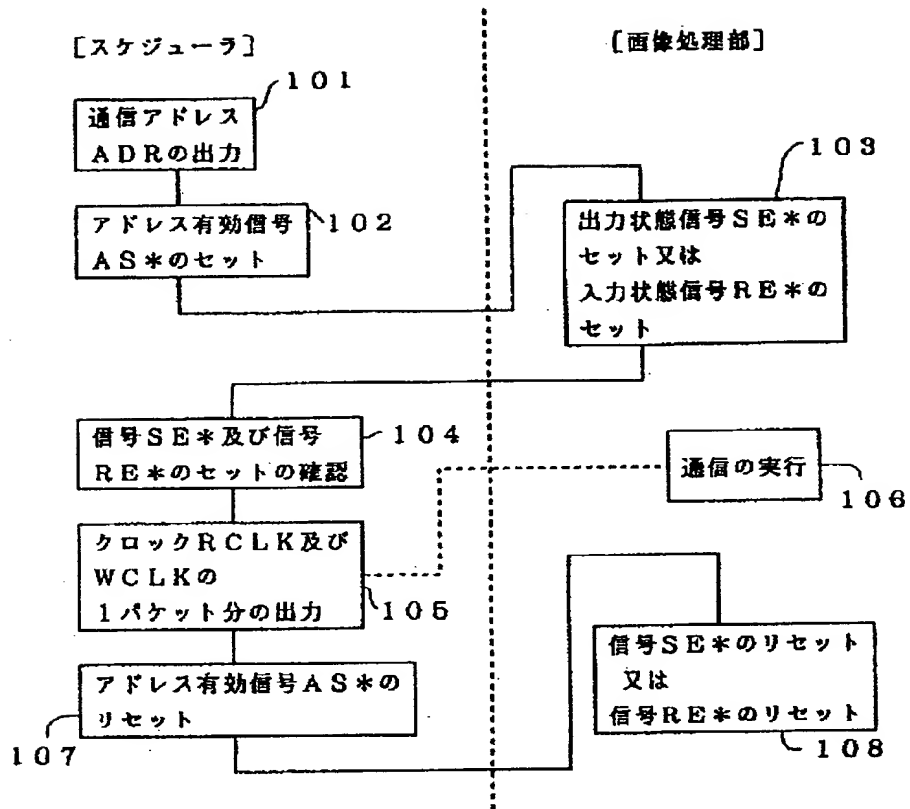 [スケジューラ]
[画像処理部]
101
通信アドレス
ADRの出力
102
アドレス有効信号
AS*のセット
103
出力状態信号SE*の
セット又は
入力状態信号RE*の
セット
104
信号SE*及び信号
RE*のセットの確認
105
クロックRCLK及び
WCLKの
1パケット分の出力
通信の実行
106
アドレス有効信号AS*の
リセット
107
信号SE*のリセット
又は
信号RE*のリセット
108